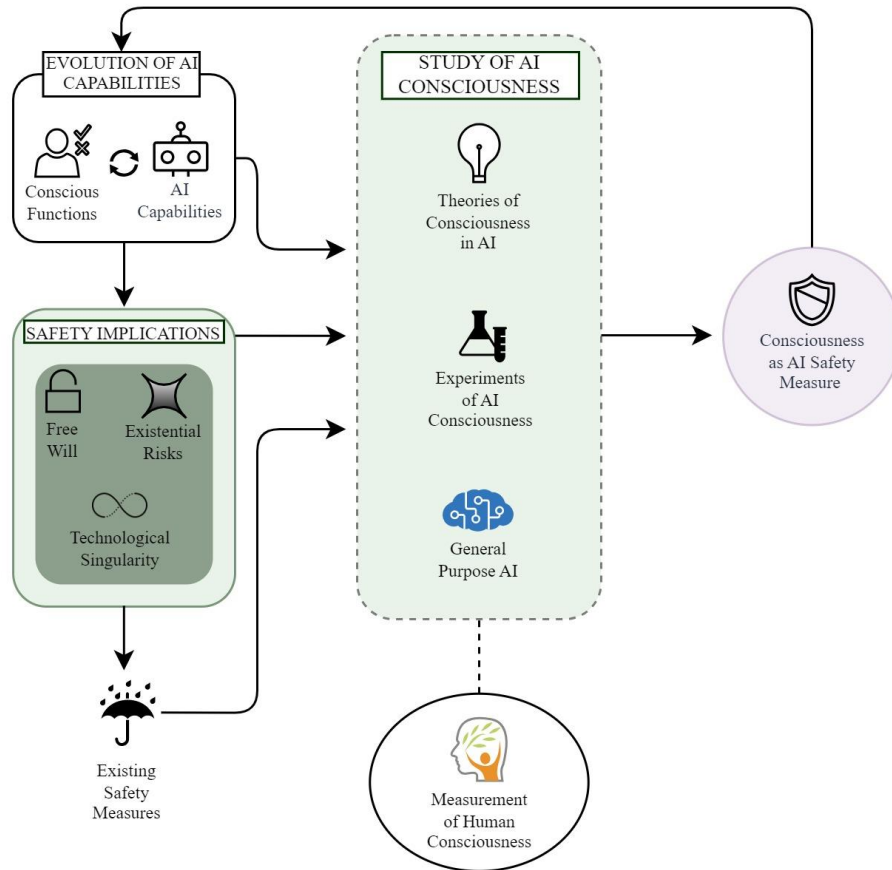 EVOLUTION OF AI
CAPABILITIES
Conscious
Functions
AI
Capabilities
SAFETY IMPLICATIONS
Free
Will
Existential
Risks
Technological
Singularity
Existing
Safety
Measures
STUDY OF AI
CONSCIOUSNESS
Theories of
Consciousness
in AI
Experiments
of AI
Consciousness
General
Purpose AI
Measurement
of Human
Consciousness
Consciousness
as AI Safety
Measure